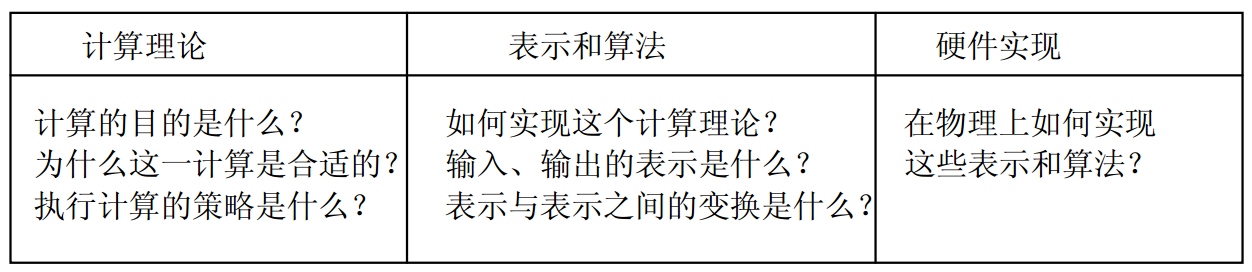 计算理论
表示和算法
硬件实现
计算的目的是什么？
为什么这一计算是合适的？
执行计算的策略是什么？
如何实现这个计算理论？
输入、输出的表示是什么？
表示与表示之间的变换是什么？
在物理上如何实现
这些表示和算法？